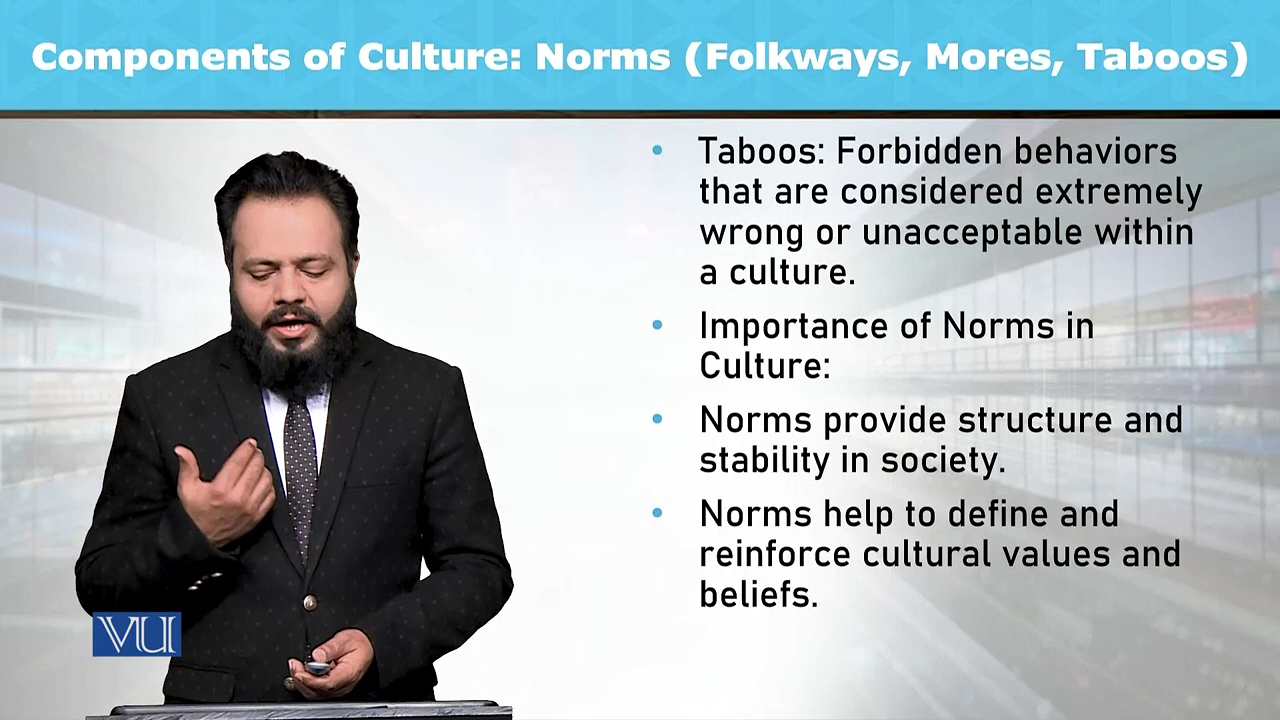 Components of Culture: Norms (Folkways, Mores, Taboos)
• Taboos: Forbidden behaviors
that are considered extremely
wrong or unacceptable within
a culture.
• Importance of Norms in
Culture:
• Norms provide structure and
stability in society.
• Norms help to define and
reinforce cultural values and
beliefs.
VU